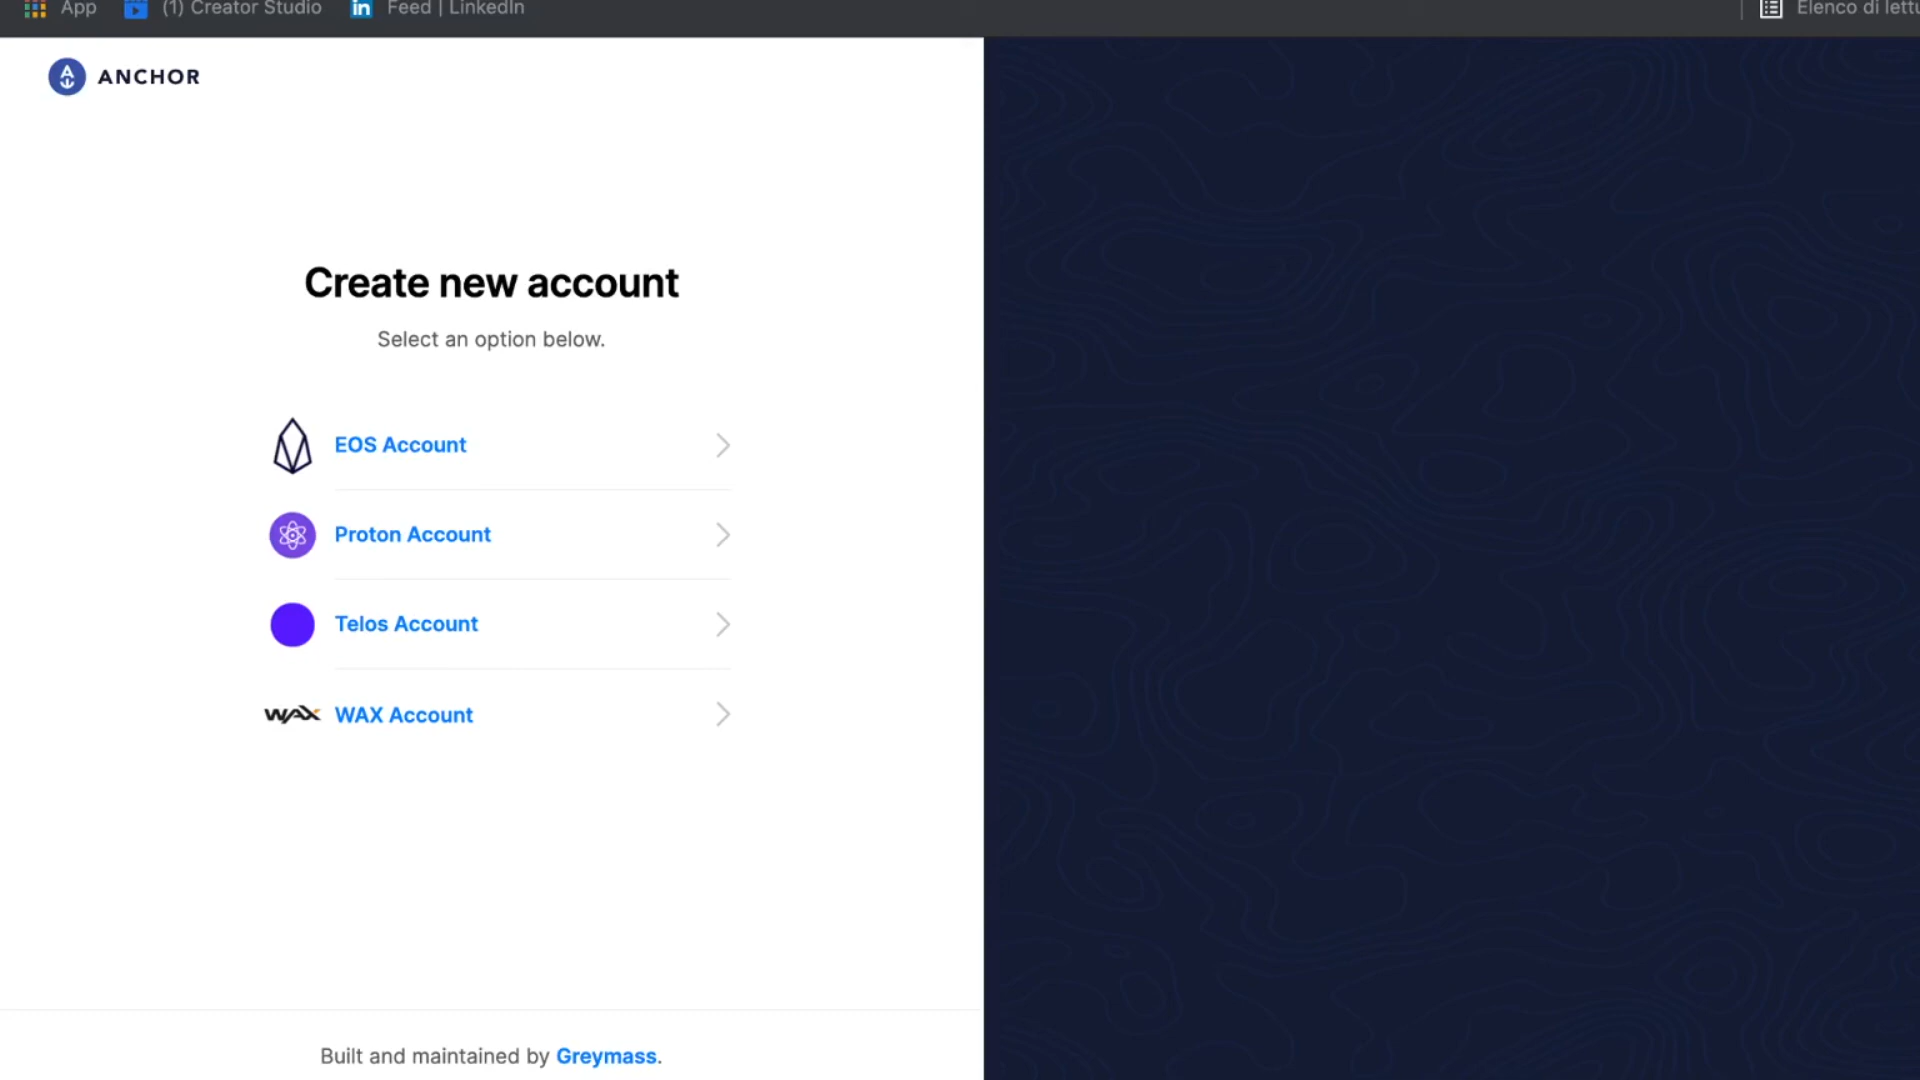 App (1) Creator Studio Feed | LinkedIn Elenco di
ANCHOR
Create new account
Select an option below.
EOS Account
Proton Account
Telos Account
WAX WAX Account
Built and maintained by Greymass.